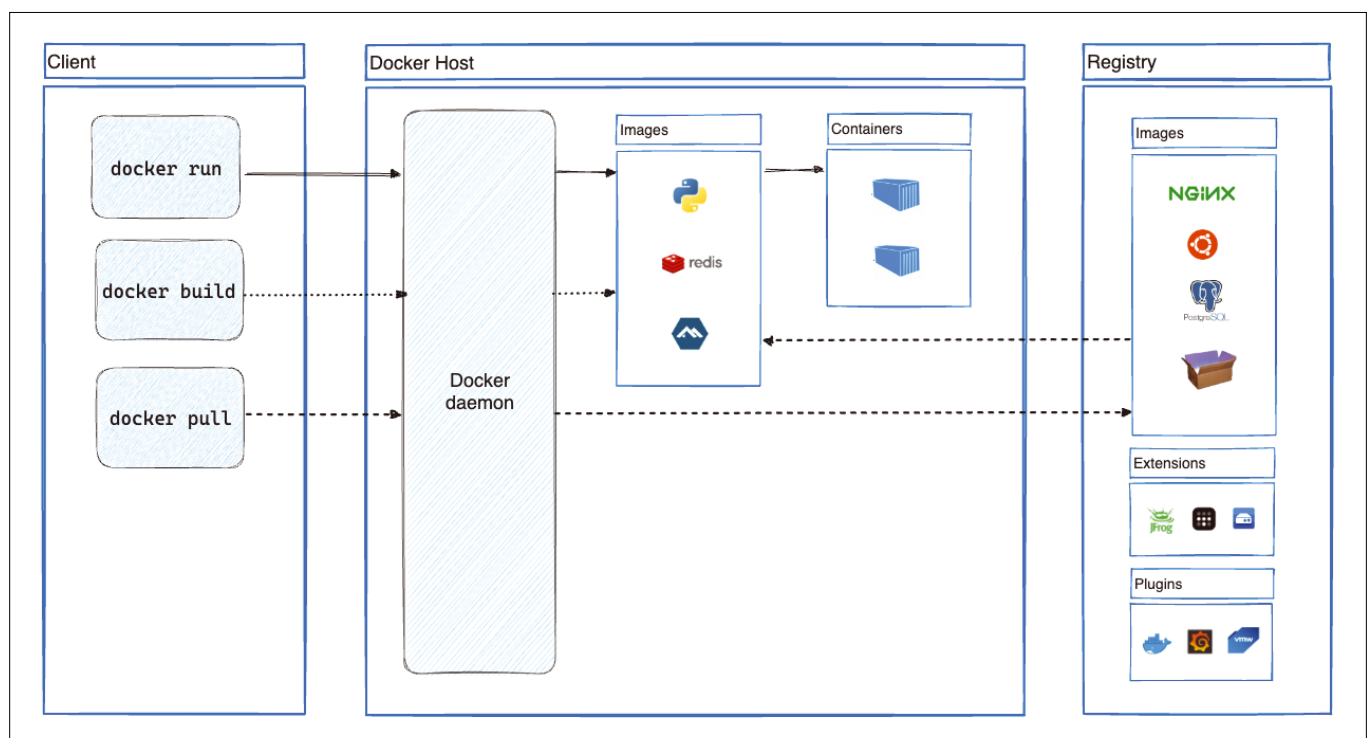 Client
docker run
docker build
docker pull
Docker Host
Docker
daemon
Images
redis
Containers
Registry
Images
NGINX
PostgreSQL
Extensions
JFrog
Plugins
vmw